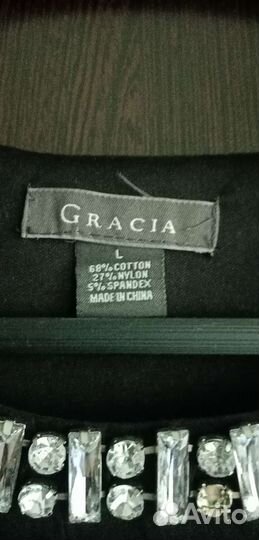 GRACIA
L
68% COTTON
27% NYLON
5% SPANDEX
MADE IN CHINA
Avito